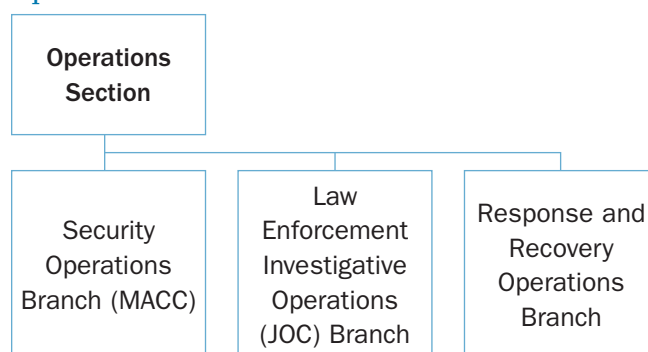 Operations
Section
Security
Operations
Branch (MACC)
Law
Enforcement
Investigative
Operations
(JOC) Branch
Response and
Recovery
Operations
Branch